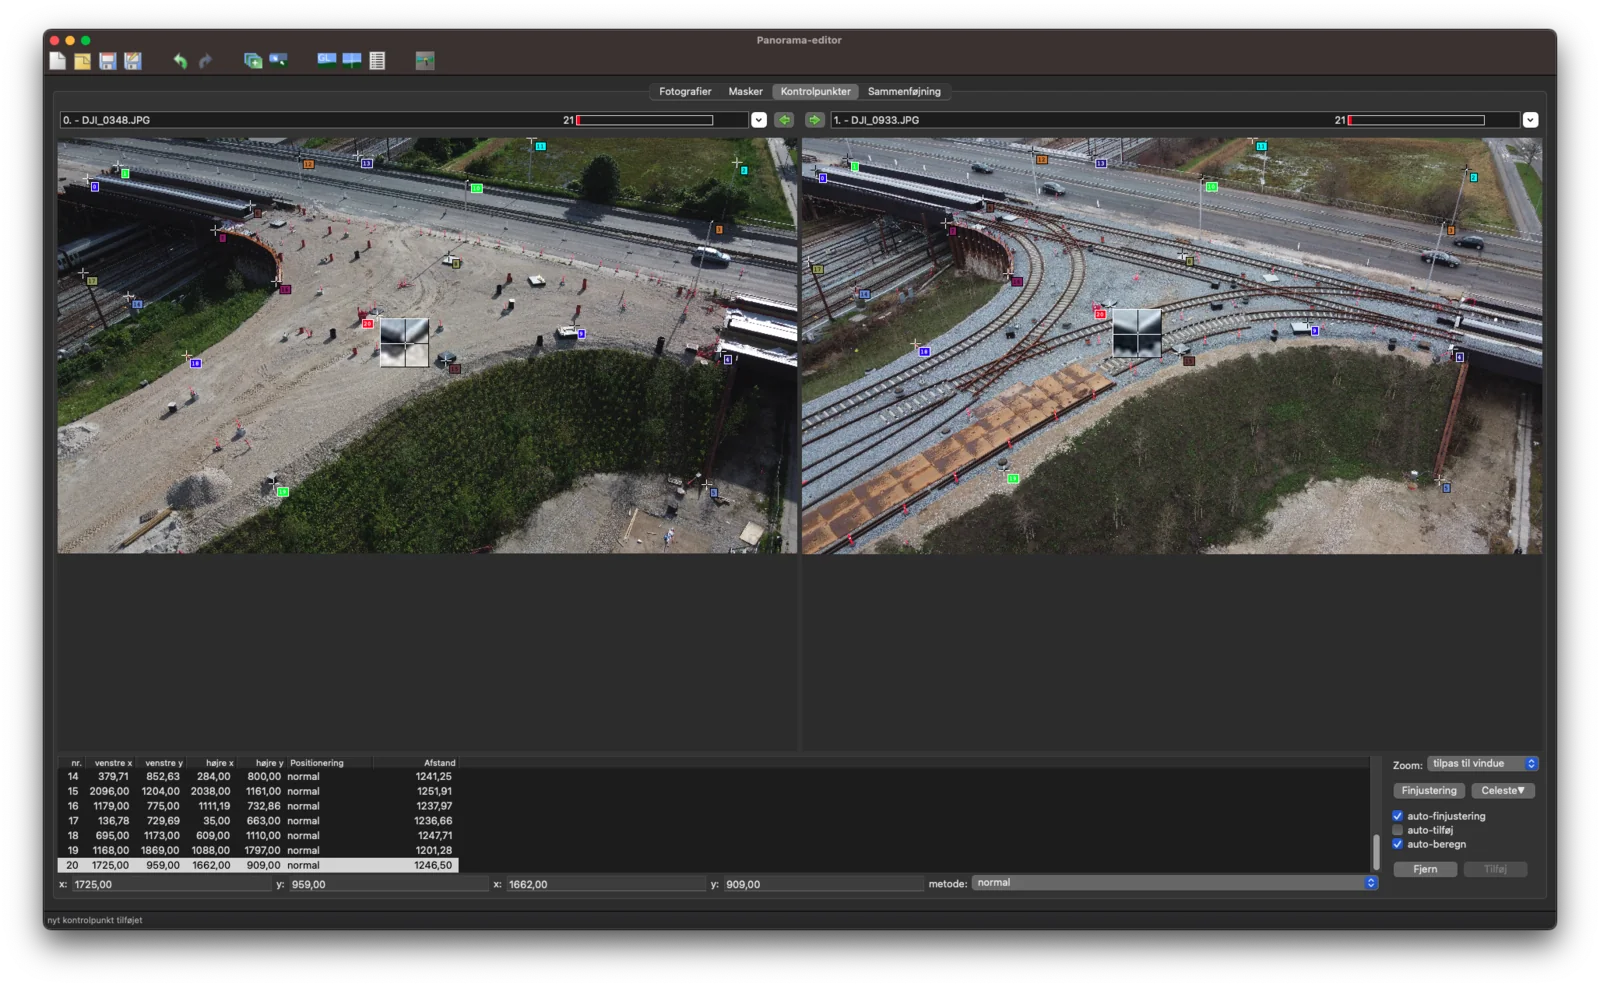 Panorama-editor
GL
Fotografier Masker Kontrolpunkter Sammenføjning
0. - DJI_0348.JPG 21
1. - DJI_0933.JPG 21
nr. venstre x venstre y højre x højre y Positionering Afstand
14 379,71 852,63 284,00 800,00 normal 1241,25
15 2096,00 1204,00 2038,00 1161,00 normal 1251,91
16 1179,00 775,00 1111,19 732,86 normal 1237,97
17 136,78 729,69 35,00 663,00 normal 1236,66
18 695,00 1173,00 609,00 1110,00 normal 1247,71
19 1168,00 1869,00 1088,00 1797,00 normal 1201,28
20 1725,00 959,00 1662,00 909,00 normal 1246,50
x: 1725,00 y: 959,00 x: 1662,00 y: 909,00 metode: normal
Zoom: tilpas til vindue
Finjustering Celeste▼
auto-finjustering
auto-tilføj
auto-beregn
Fjern Tilføj
nyt kontrolpunkt tilføjet